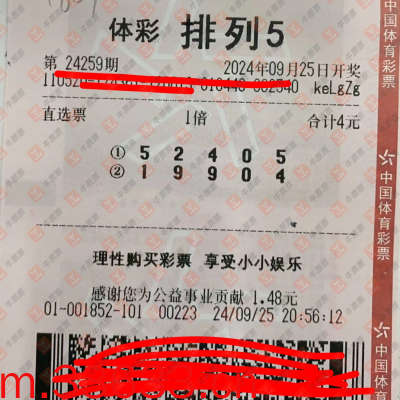 体彩 排列5
第 24259期 2024年09月25日开奖
keLgZg
直选票 1倍 合计4元
① 5 2 4 0 5
② 1 9 9 0 4
理性购买彩票 享受小小娱乐
感谢您为公益事业贡献 1.48元
01-001852-101 00223 24/09/25 20:56:12
中国体育彩票
中国体育彩票
中国体育
m.